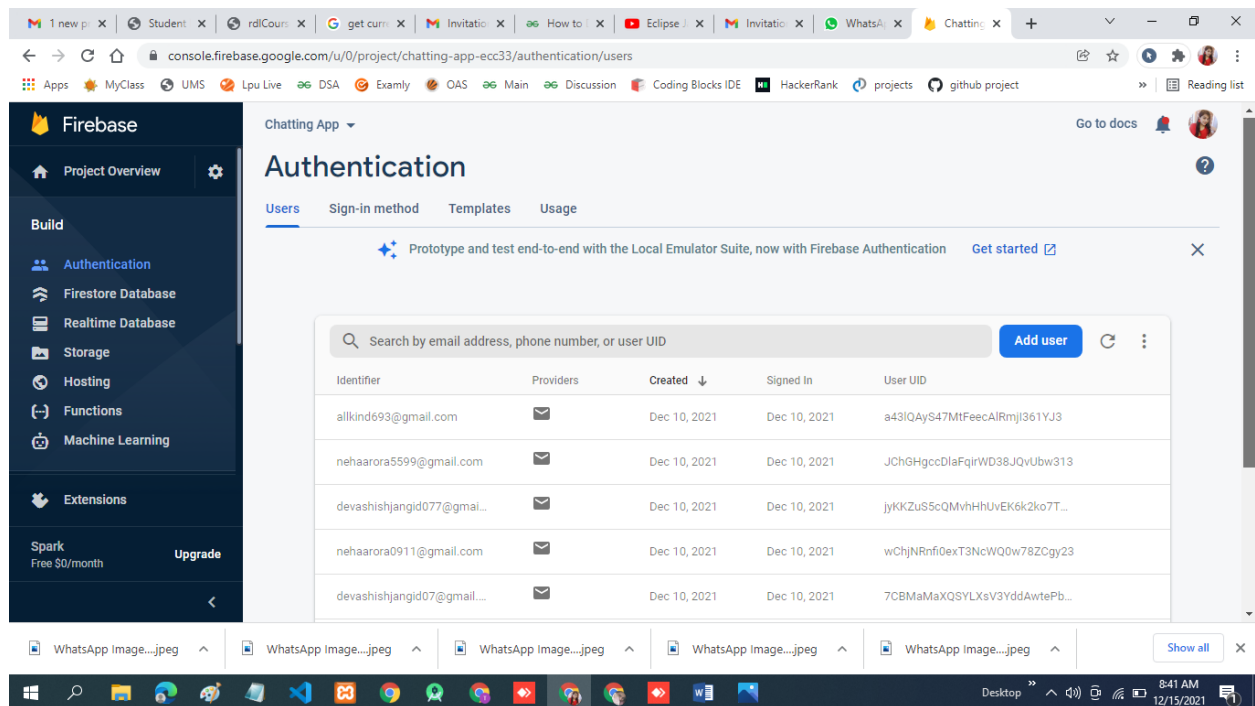 1 new pr
Student
rdlCours
get curr
Invitatio
How to
Eclipse J
Invitatio
WhatsA
Chatting
console.firebase.google.com/u/0/project/chatting-app-ecc33/authentication/users
Apps MyClass UMS Lpu Live DSA Examly OAS Main Discussion Coding Blocks IDE HackerRank projects github project » Reading list
Firebase
Project Overview
Build
Authentication
Firestore Database
Realtime Database
Storage
Hosting
Functions
Machine Learning
Extensions
Spark
Free $0/month
Upgrade
Chatting App
Go to docs
Authentication
Users Sign-in method Templates Usage
Prototype and test end-to-end with the Local Emulator Suite, now with Firebase Authentication Get started
Search by email address, phone number, or user UID Add user
Identifier Providers Created Signed In User UID
allkind693@gmail.com Dec 10, 2021 Dec 10, 2021 a43lQAyS47MtFeecAlRmjI361YJ3
nehaarora5599@gmail.com Dec 10, 2021 Dec 10, 2021 JChGHgccDlaFqirWD38JQvUbw313
devashishjangid077@gmai... Dec 10, 2021 Dec 10, 2021 jyKKZuS5cQMvhHhUvEK6k2ko7T...
nehaarora0911@gmail.com Dec 10, 2021 Dec 10, 2021 wChjNRnfi0exT3NcWQ0w78ZCgy23
devashishjangid07@gmail.... Dec 10, 2021 Dec 10, 2021 7CBMaMaXQSYLXsV3YddAwtePb...
WhatsApp Image....jpeg WhatsApp Image....jpeg WhatsApp Image....jpeg WhatsApp Image....jpeg WhatsApp Image....jpeg Show all
Desktop »
8:41 AM
12/15/2021